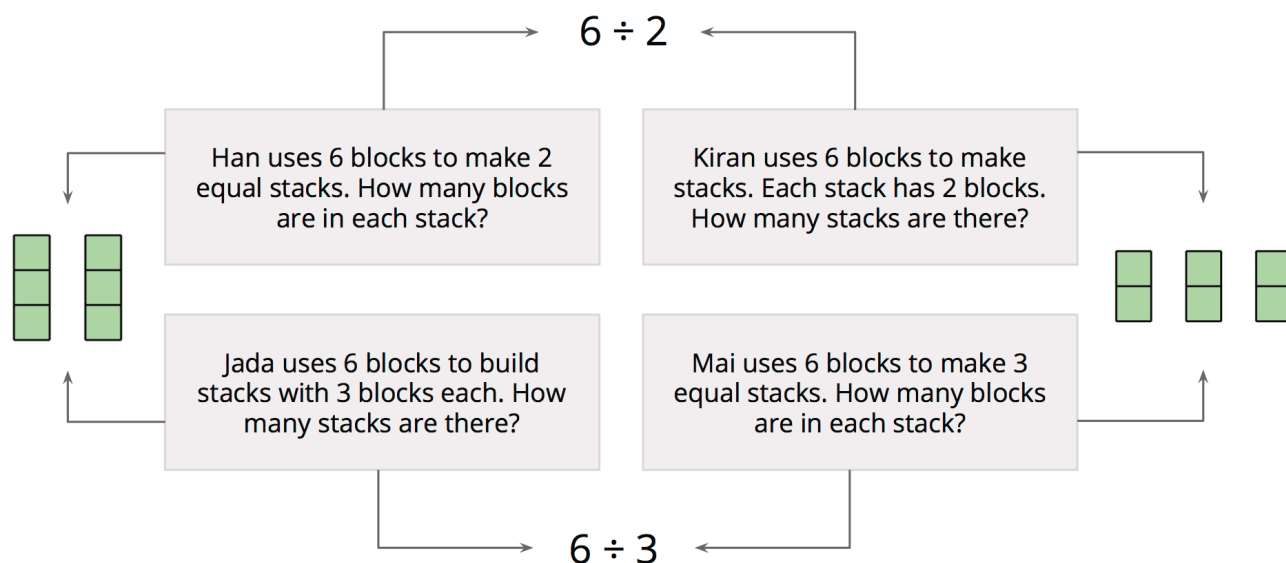 6 ÷ 2
Han uses 6 blocks to make 2
equal stacks. How many blocks
are in each stack?
Kiran uses 6 blocks to make
stacks. Each stack has 2 blocks.
How many stacks are there?
Jada uses 6 blocks to build
stacks with 3 blocks each. How
many stacks are there?
Mai uses 6 blocks to make 3
equal stacks. How many blocks
are in each stack?
6 ÷ 3